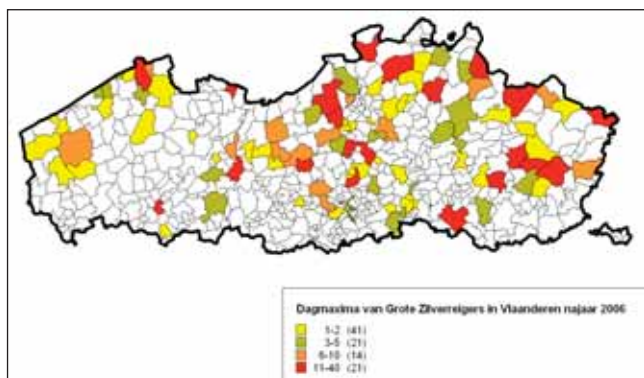 Dagmaxima van Grote Zilverreigers in Vlaanderen najaar 2006
1-2 (41)
3-5 (21)
6-10 (14)
11-40 (21)